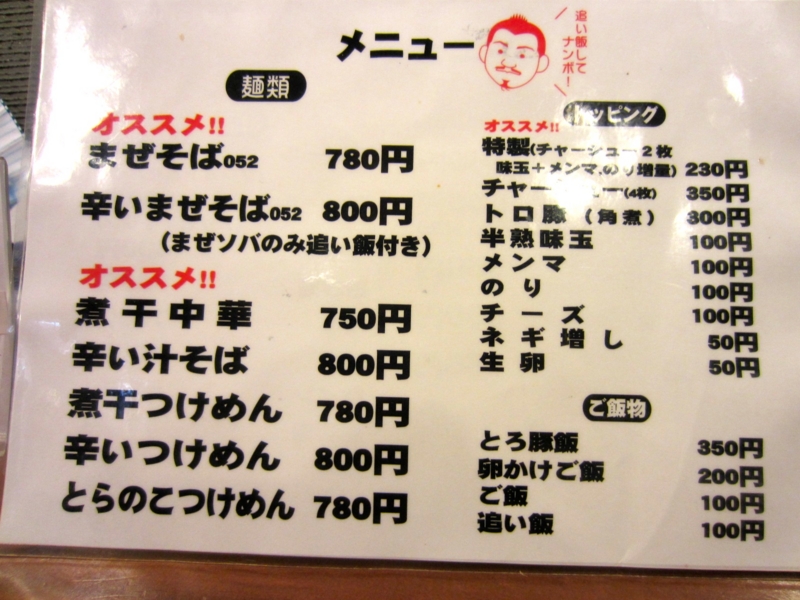 メニュー
追い飯して
ナンボ!
麺類
オススメ!!
まぜそば052 780円
辛いまぜそば052 800円
(まぜソバのみ追い飯付き)
オススメ!!
煮干中華 750円
辛い汁そば 800円
煮干つけめん 780円
辛いつけめん 800円
とらのこつけめん 780円
トッピング
オススメ!!
特製(チャーシュー2枚
味玉+メンマ,のり増量) 230円
チャーシュー(4枚) 350円
トロ豚(角煮) 300円
半熟味玉 100円
メンマ 100円
のり 100円
チーズ 100円
ネギ増し 50円
生卵 50円
ご飯物
とろ豚飯 350円
卵かけご飯 200円
ご飯 100円
追い飯 100円